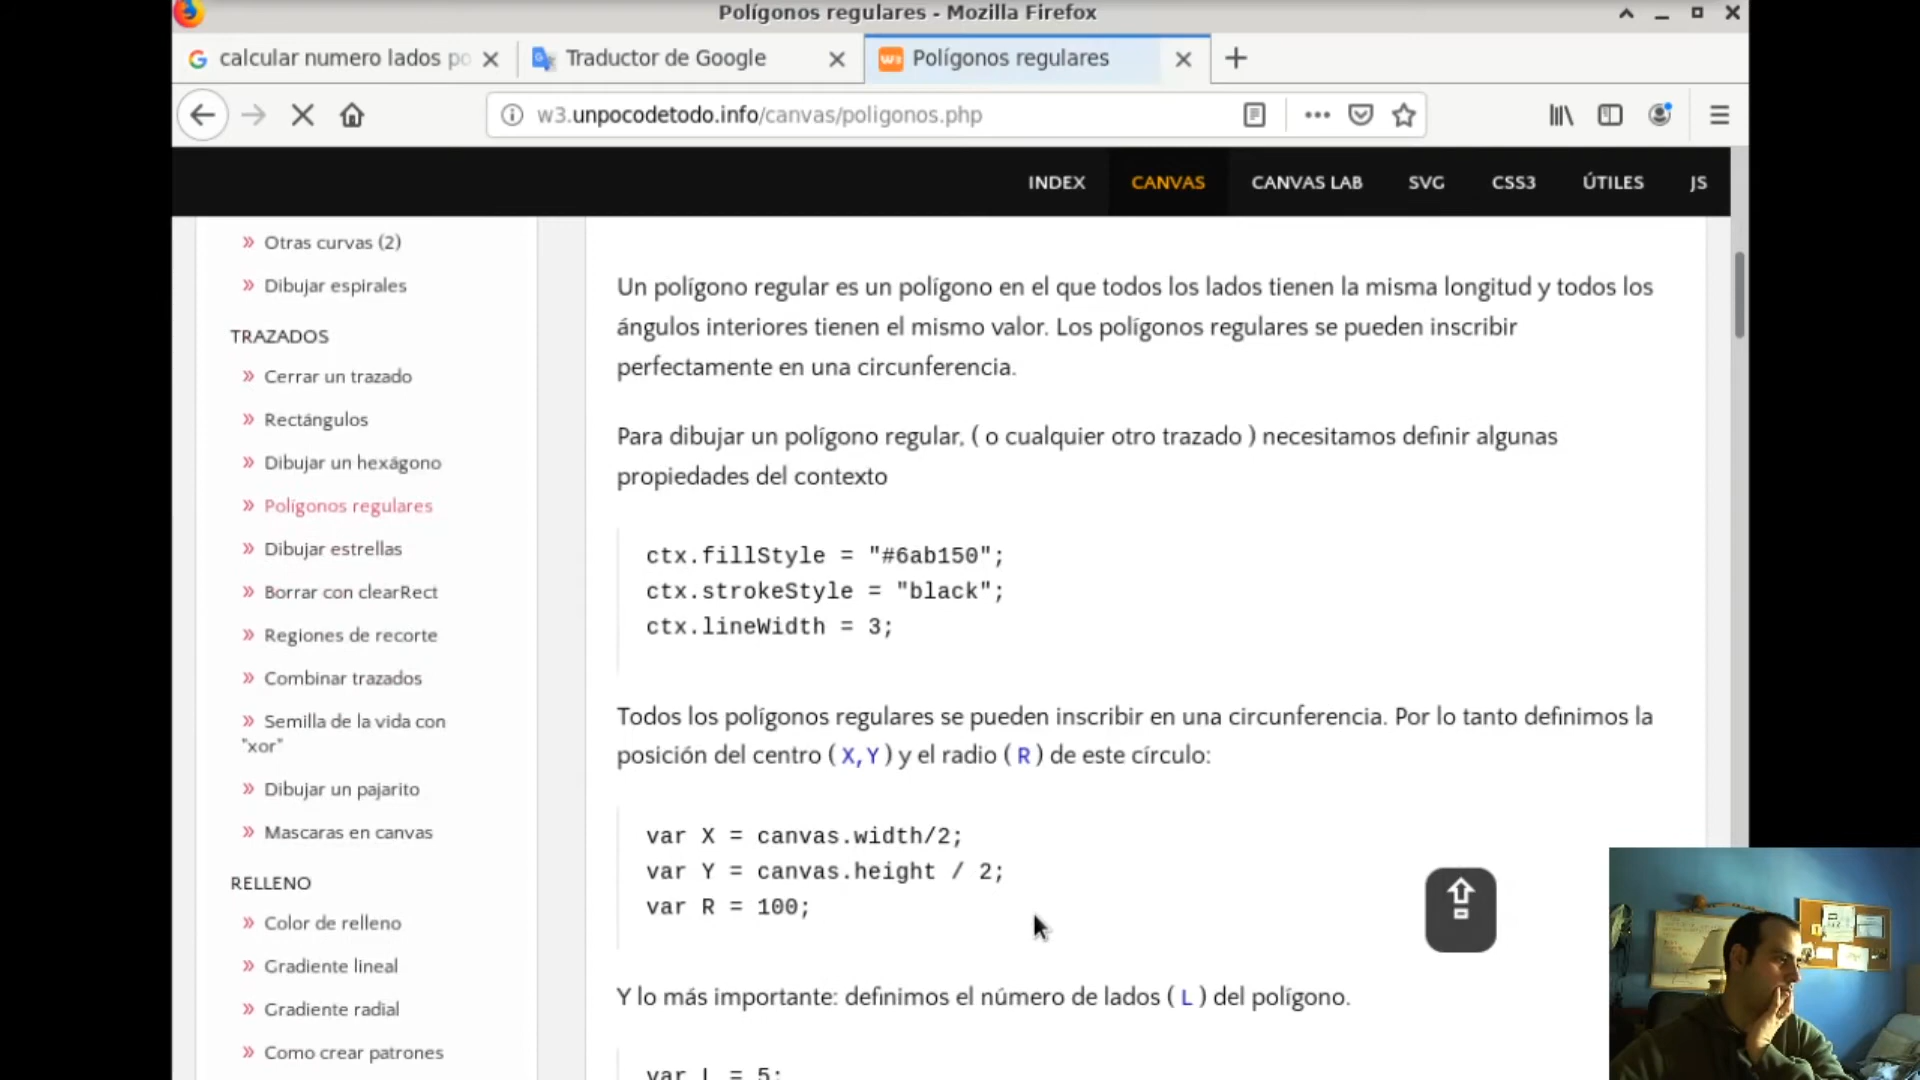 Polígonos regulares - Mozilla Firefox
calcular numero lados po
Traductor de Google
Polígonos regulares
w3.unpocodetodo.info/canvas/poligonos.php
INDEX
CANVAS
CANVAS LAB
SVG
CSS3
ÚTILES
JS
» Otras curvas (2)
» Dibujar espirales
TRAZADOS
» Cerrar un trazado
» Rectángulos
» Dibujar un hexágono
» Polígonos regulares
» Dibujar estrellas
» Borrar con clearRect
» Regiones de recorte
» Combinar trazados
» Semilla de la vida con
"xor"
» Dibujar un pajarito
» Mascaras en canvas
RELLENO
» Color de relleno
» Gradiente lineal
» Gradiente radial
» Como crear patrones
Un polígono regular es un polígono en el que todos los lados tienen la misma longitud y todos los
ángulos interiores tienen el mismo valor. Los polígonos regulares se pueden inscribir
perfectamente en una circunferencia.
Para dibujar un polígono regular, ( o cualquier otro trazado ) necesitamos definir algunas
propiedades del contexto
ctx.fillStyle = "#6ab150";
ctx.strokeStyle = "black";
ctx.lineWidth = 3;
Todos los polígonos regulares se pueden inscribir en una circunferencia. Por lo tanto definimos la
posición del centro ( X,Y ) y el radio ( R ) de este círculo:
var X = canvas.width/2;
var Y = canvas.height / 2;
var R = 100;
Y lo más importante: definimos el número de lados ( L ) del polígono.
var L = 5;